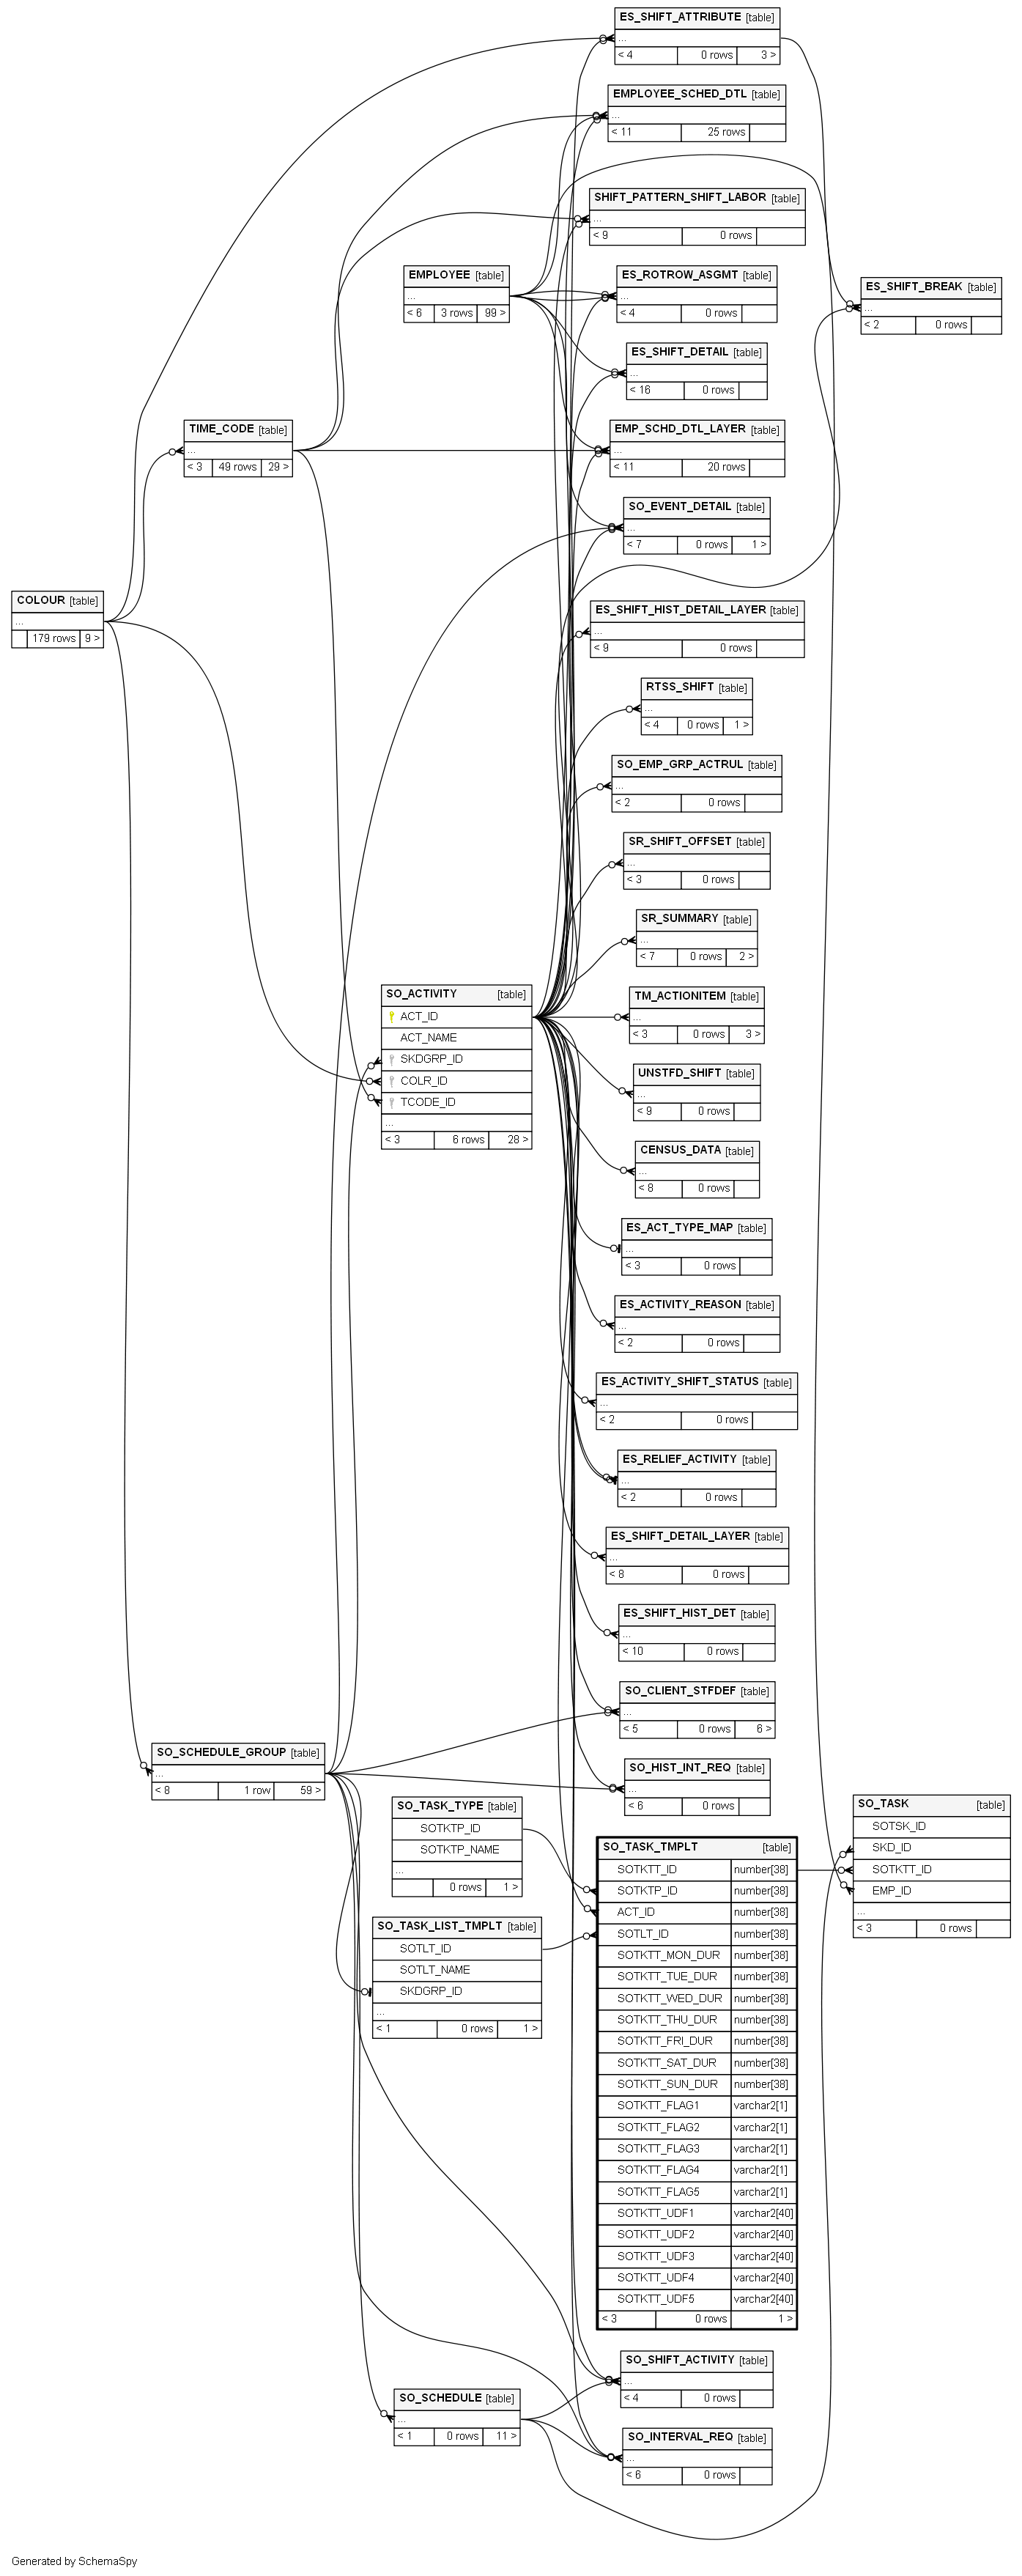 ES_SHIFT_ATTRIBUTE [table]
...
< 4 0 rows 3 >
EMPLOYEE_SCHED_DTL [table]
...
< 11 25 rows
SHIFT_PATTERN_SHIFT_LABOR [table]
...
< 9 0 rows
EMPLOYEE [table]
...
< 6 3 rows 99 >
ES_ROTROW_ASGMT [table]
...
< 4 0 rows
ES_SHIFT_BREAK [table]
...
< 2 0 rows
ES_SHIFT_DETAIL [table]
...
< 16 0 rows
TIME_CODE [table]
...
< 3 49 rows 29 >
EMP_SCHD_DTL_LAYER [table]
...
< 11 20 rows
SO_EVENT_DETAIL [table]
...
< 7 0 rows 1 >
COLOUR [table]
...
179 rows 9 >
ES_SHIFT_HIST_DETAIL_LAYER [table]
...
< 9 0 rows
RTSS_SHIFT [table]
...
< 4 0 rows 1 >
SO_EMP_GRP_ACTRUL [table]
...
< 2 0 rows
SR_SHIFT_OFFSET [table]
...
< 3 0 rows
SR_SUMMARY [table]
...
< 7 0 rows 2 >
SO_ACTIVITY [table]
ACT_ID
ACT_NAME
SKDGRP_ID
COLR_ID
TCODE_ID
...
< 3 6 rows 28 >
TM_ACTIONITEM [table]
...
< 3 0 rows 3 >
UNSTFD_SHIFT [table]
...
< 9 0 rows
CENSUS_DATA [table]
...
< 8 0 rows
ES_ACT_TYPE_MAP [table]
...
< 3 0 rows
ES_ACTIVITY_REASON [table]
...
< 2 0 rows
ES_ACTIVITY_SHIFT_STATUS [table]
...
< 2 0 rows
ES_RELIEF_ACTIVITY [table]
...
< 2 0 rows
ES_SHIFT_DETAIL_LAYER [table]
...
< 8 0 rows
ES_SHIFT_HIST_DET [table]
...
< 10 0 rows
SO_CLIENT_STFDEF [table]
...
< 5 0 rows 6 >
SO_SCHEDULE_GROUP [table]
...
< 8 1 row 59 >
SO_HIST_INT_REQ [table]
...
< 6 0 rows
SO_TASK_TYPE [table]
SOTKTP_ID
SOTKTP_NAME
...
0 rows 1 >
SO_TASK [table]
SOTSK_ID
SKD_ID
SOTKTT_ID
EMP_ID
...
< 3 0 rows
SO_TASK_LIST_TMPLT [table]
SOTLT_ID
SOTLT_NAME
SKDGRP_ID
...
< 1 0 rows 1 >
SO_TASK_TMPLT [table]
SOTKTT_ID number[38]
SOTKTP_ID number[38]
ACT_ID number[38]
SOTLT_ID number[38]
SOTKTT_MON_DUR number[38]
SOTKTT_TUE_DUR number[38]
SOTKTT_WED_DUR number[38]
SOTKTT_THU_DUR number[38]
SOTKTT_FRI_DUR number[38]
SOTKTT_SAT_DUR number[38]
SOTKTT_SUN_DUR number[38]
SOTKTT_FLAG1 varchar2[1]
SOTKTT_FLAG2 varchar2[1]
SOTKTT_FLAG3 varchar2[1]
SOTKTT_FLAG4 varchar2[1]
SOTKTT_FLAG5 varchar2[1]
SOTKTT_UDF1 varchar2[40]
SOTKTT_UDF2 varchar2[40]
SOTKTT_UDF3 varchar2[40]
SOTKTT_UDF4 varchar2[40]
SOTKTT_UDF5 varchar2[40]
< 3 0 rows 1 >
SO_SHIFT_ACTIVITY [table]
...
< 4 0 rows
SO_SCHEDULE [table]
...
< 1 0 rows 11 >
SO_INTERVAL_REQ [table]
...
< 6 0 rows
Generated by SchemaSpy